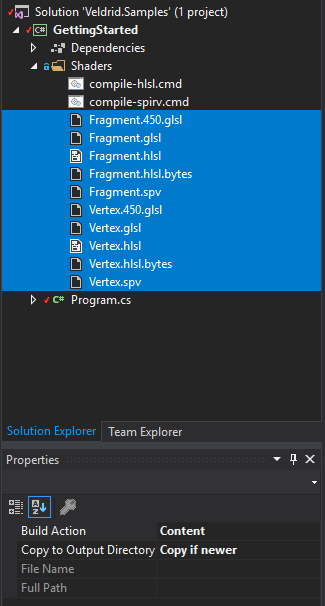 Solution 'Veldrid.Samples' (1 project)
C# GettingStarted
Dependencies
Shaders
compile-hlsl.cmd
compile-spirv.cmd
Fragment.450.glsl
Fragment.glsl
Fragment.hlsl
Fragment.hlsl.bytes
Fragment.spv
Vertex.450.glsl
Vertex.glsl
Vertex.hlsl
Vertex.hlsl.bytes
Vertex.spv
C# Program.cs
Solution Explorer Team Explorer
Properties
Build Action Content
Copy to Output Directory Copy if newer
File Name
Full Path